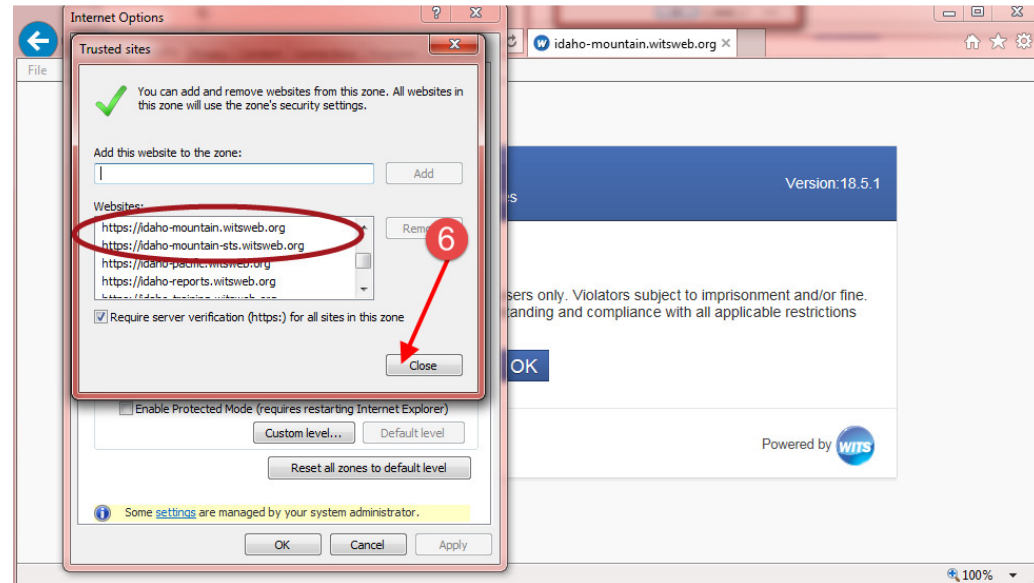 Internet Options
Trusted sites
idaho-mountain.witsweb.org
File
You can add and remove websites from this zone. All websites in
this zone will use the zone's security settings.
Add this website to the zone:
Add
Websites:
https://idaho-mountain.witsweb.org
https://idaho-mountain-sts.witsweb.org
https://idaho-pacific.witsweb.org
https://idaho-reports.witsweb.org
6
Require server verification (https:) for all sites in this zone
Close
Version:18.5.1
sers only. Violators subject to imprisonment and/or fine.
tanding and compliance with all applicable restrictions
OK
Powered by WITS
Enable Protected Mode (requires restarting Internet Explorer)
Custom level... Default level
Reset all zones to default level
Some settings are managed by your system administrator.
OK Cancel Apply
100%